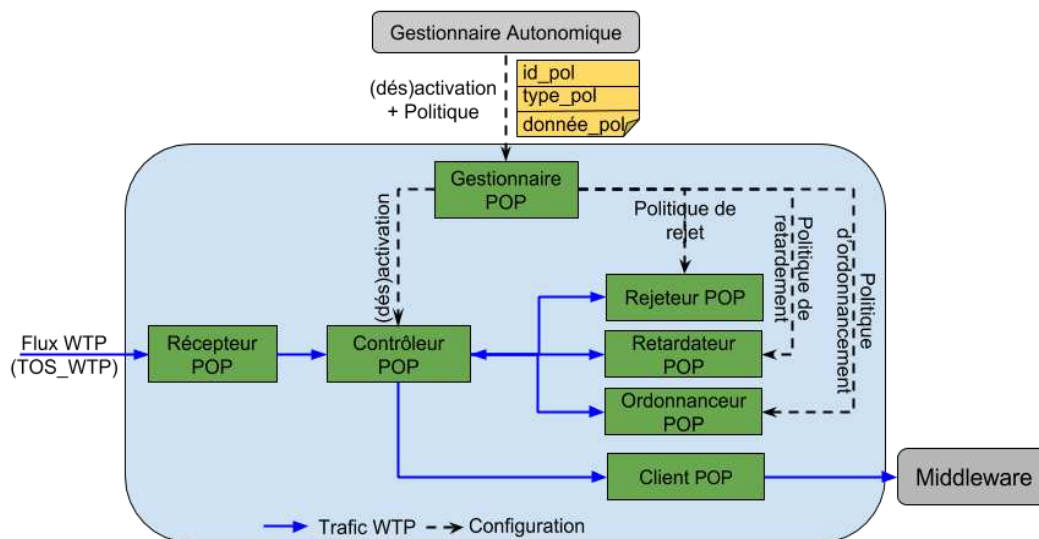 Gestionnaire Autonomique
(dés)activation
+ Politique
id_pol
type_pol
donnée_pol
Gestionnaire
POP
(dés)activation
Politique de
rejet
Politique de
retardement
Politique
d'ordonnancement
Rejeteur POP
Flux WTP
(TOS_WTP)
Récepteur
POP
Contrôleur
POP
Retardateur
POP
Ordonnanceur
POP
Client POP
Middleware
Trafic WTP
Configuration